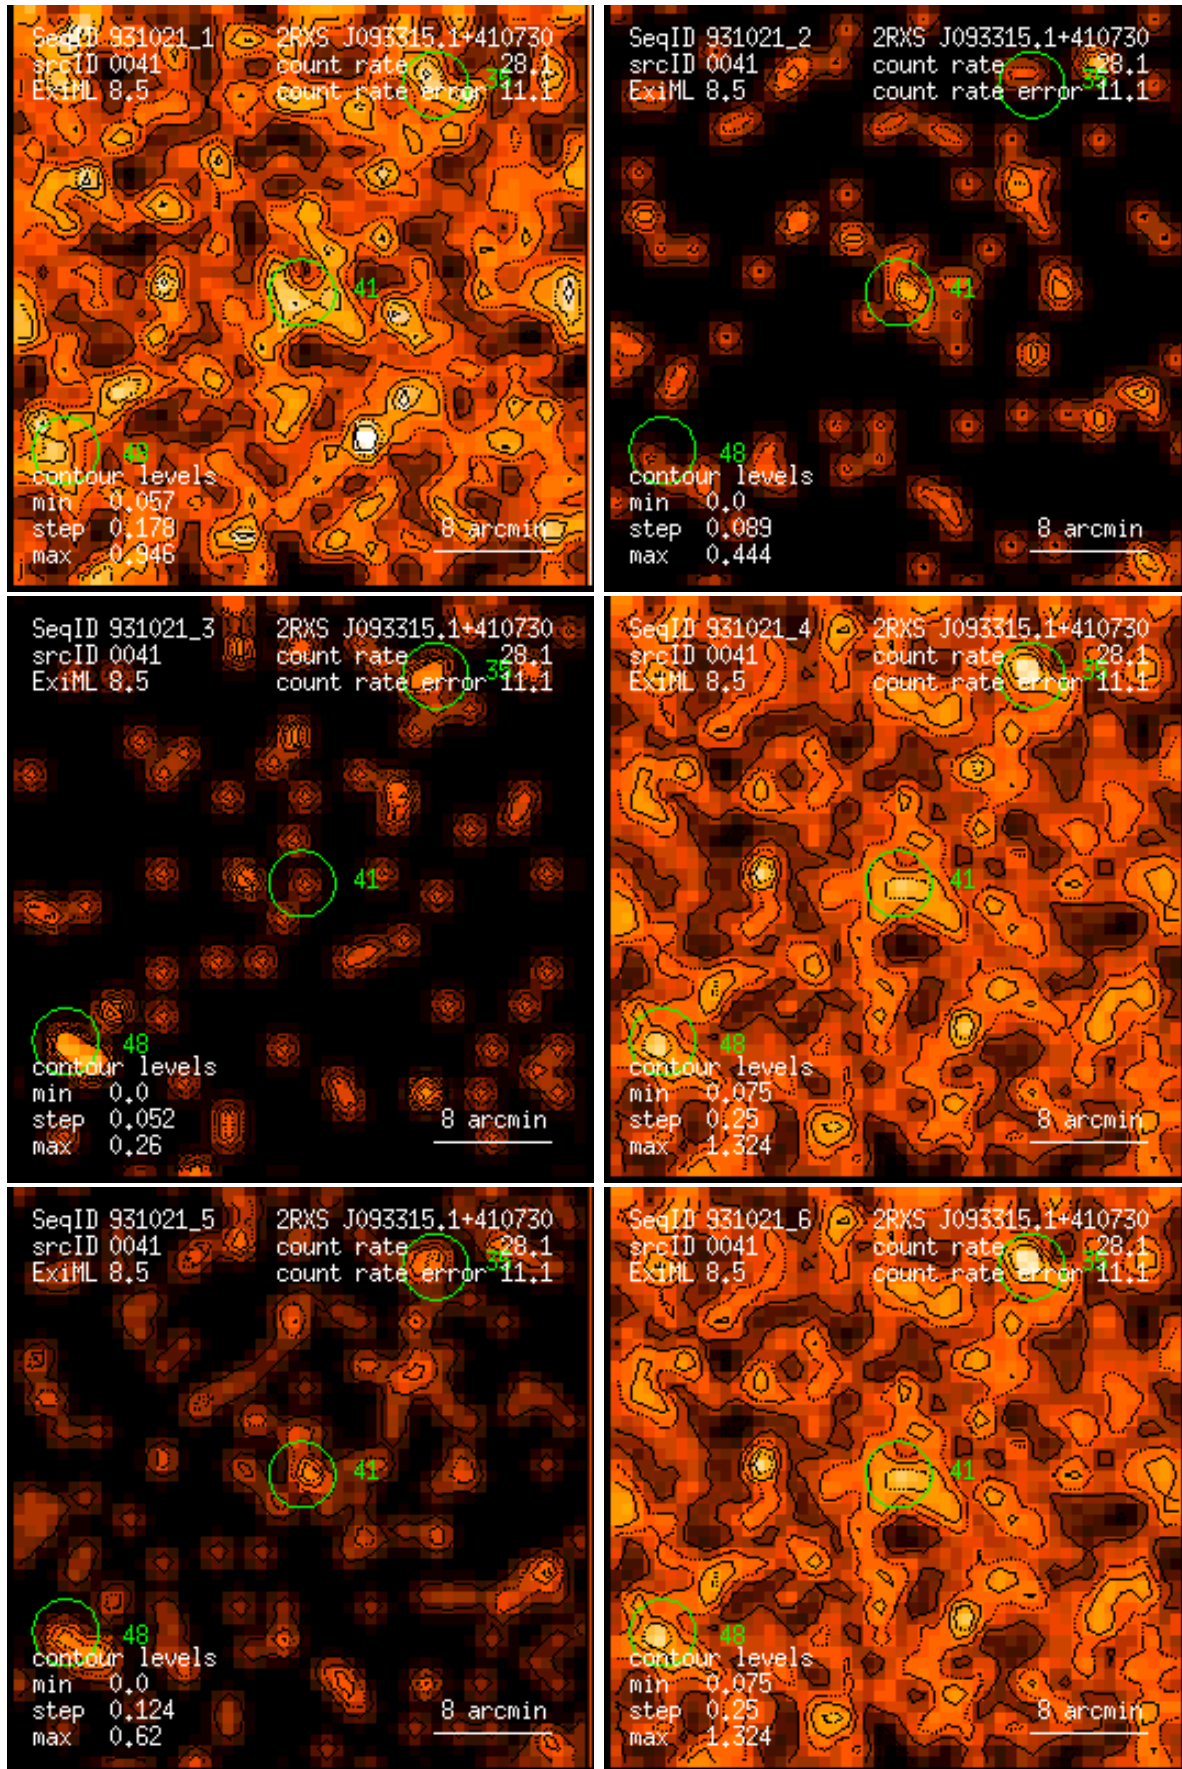 SeqID 931021_1 2RXS J093315.1+410730
srcID 0041 count rate 28.1
ExiML 8.5 count rate error 11.1
35
41
48
contour levels
min 0.057
step 0.178
max 0.946
8 arcmin
SeqID 931021_2 2RXS J093315.1+410730
srcID 0041 count rate 28.1
ExiML 8.5 count rate error 11.1
35
41
48
contour levels
min 0.0
step 0.089
max 0.444
8 arcmin
SeqID 931021_3 2RXS J093315.1+410730
srcID 0041 count rate 28.1
ExiML 8.5 count rate error 11.1
35
41
48
contour levels
min 0.0
step 0.052
max 0.26
8 arcmin
SeqID 931021_4 2RXS J093315.1+410730
srcID 0041 count rate 28.1
ExiML 8.5 count rate error 11.1
35
41
48
contour levels
min 0.075
step 0.25
max 1.324
8 arcmin
SeqID 931021_5 2RXS J093315.1+410730
srcID 0041 count rate 28.1
ExiML 8.5 count rate error 11.1
35
41
48
contour levels
min 0.0
step 0.124
max 0.62
8 arcmin
SeqID 931021_6 2RXS J093315.1+410730
srcID 0041 count rate 28.1
ExiML 8.5 count rate error 11.1
35
41
48
contour levels
min 0.075
step 0.25
max 1.324
8 arcmin